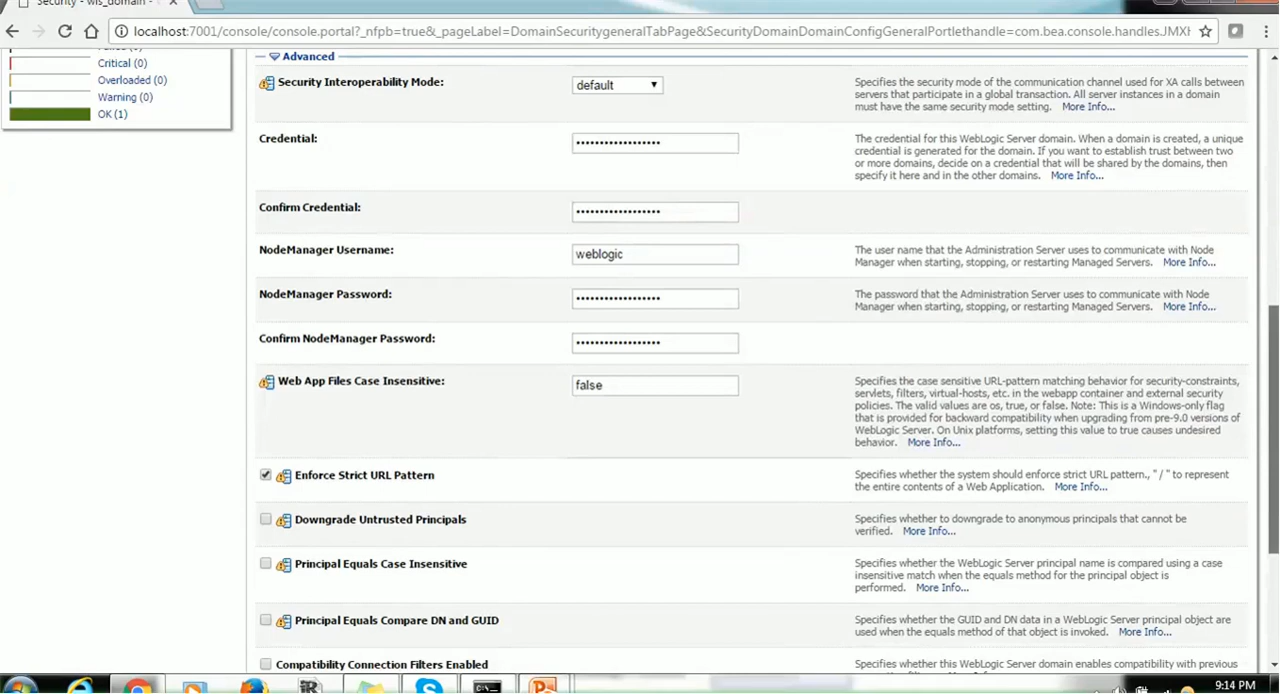 Security - wls_domain -
localhost:7001/console/console.portal?_nfpb=true&_pageLabel=DomainSecuritygeneralTabPage&SecurityDomainDomainConfigGeneralPortlethandle=com.bea.console.handles.JMXH
Critical (0)
Overloaded (0)
Warning (0)
OK (1)
Advanced
Security Interoperability Mode:
default
Specifies the security mode of the communication channel used for XA calls between
servers that participate in a global transaction. All server instances in a domain
must have the same security mode setting. More Info...
Credential:
••••••••••••••••••
The credential for this WebLogic Server domain. When a domain is created, a unique
credential is generated for the domain. If you want to establish trust between two
or more domains, decide on a credential that will be shared by the domains, then
specify it here and in the other domains. More Info...
Confirm Credential:
••••••••••••••••••
NodeManager Username:
weblogic
The user name that the Administration Server uses to communicate with Node
Manager when starting, stopping, or restarting Managed Servers. More Info...
NodeManager Password:
••••••••••••••••••
The password that the Administration Server uses to communicate with Node
Manager when starting, stopping, or restarting Managed Servers. More Info...
Confirm NodeManager Password:
••••••••••••••••••
Web App Files Case Insensitive:
false
Specifies the case sensitive URL-pattern matching behavior for security-constraints,
servlets, filters, virtual-hosts, etc. in the webapp container and external security
policies. The valid values are os, true, or false. Note: This is a Windows-only flag
that is provided for backward compatibility when upgrading from pre-9.0 versions of
WebLogic Server. On Unix platforms, setting this value to true causes undesired
behavior. More Info...
Enforce Strict URL Pattern
Specifies whether the system should enforce strict URL pattern., " / " to represent
the entire contents of a Web Application. More Info...
Downgrade Untrusted Principals
Specifies whether to downgrade to anonymous principals that cannot be
verified. More Info...
Principal Equals Case Insensitive
Specifies whether the WebLogic Server principal name is compared using a case
insensitive match when the equals method for the principal object is
performed. More Info...
Principal Equals Compare DN and GUID
Specifies whether the GUID and DN data in a WebLogic Server principal object are
used when the equals method of that object is invoked. More Info...
Compatibility Connection Filters Enabled
Specifies whether this WebLogic Server domain enables compatibility with previous
9:14 PM